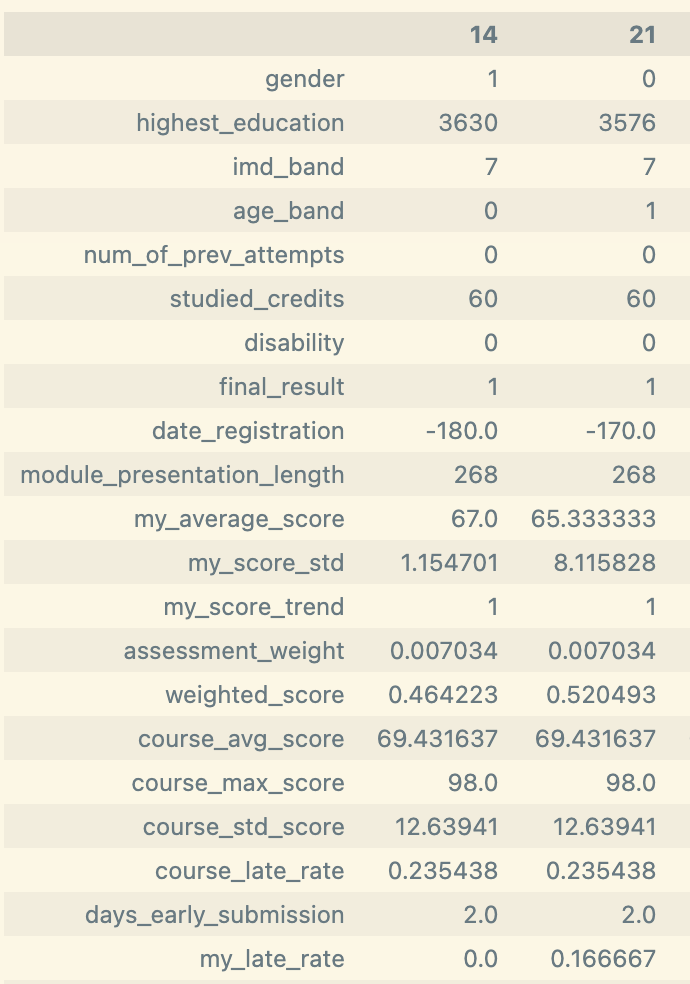 14 21
gender 1 0
highest_education 3630 3576
imd_band 7 7
age_band 0 1
num_of_prev_attempts 0 0
studied_credits 60 60
disability 0 0
final_result 1 1
date_registration -180.0 -170.0
module_presentation_length 268 268
my_average_score 67.0 65.333333
my_score_std 1.154701 8.115828
my_score_trend 1 1
assessment_weight 0.007034 0.007034
weighted_score 0.464223 0.520493
course_avg_score 69.431637 69.431637
course_max_score 98.0 98.0
course_std_score 12.63941 12.63941
course_late_rate 0.235438 0.235438
days_early_submission 2.0 2.0
my_late_rate 0.0 0.166667